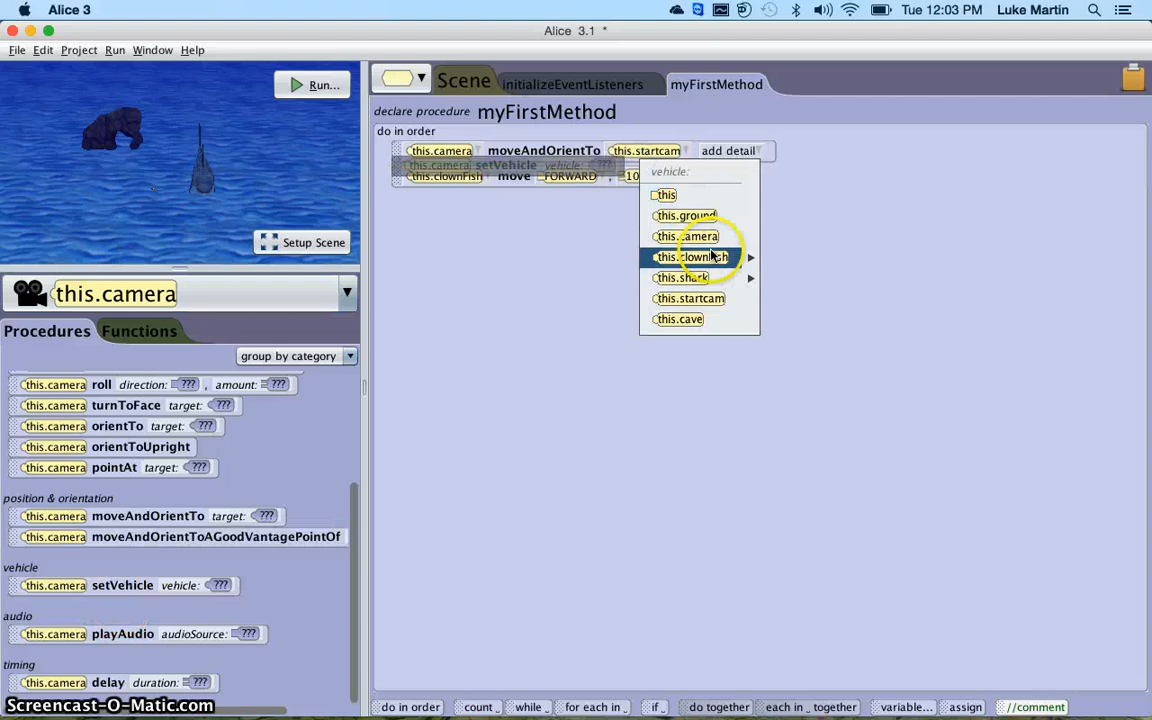 Alice 3
Tue 12:03 PM Luke Martin
Alice 3.1 *
File Edit Project Run Window Help
Run...
Setup Scene
Scene initializeEventListeners myFirstMethod
declare procedure myFirstMethod
do in order
this.camera moveAndOrientTo this.startcam add detail
this.camera setVehicle vehicle: ???
this.clownFish move FORWARD , 10
vehicle:
this
this.ground
this.camera
this.clownFish
this.shark
this.startcam
this.cave
this.camera
Procedures Functions
group by category
this.camera roll direction: ??? , amount: ???
this.camera turnToFace target: ???
this.camera orientTo target: ???
this.camera orientToUpright
this.camera pointAt target: ???
position & orientation
this.camera moveAndOrientTo target: ???
this.camera moveAndOrientToAGoodVantagePointOf
vehicle
this.camera setVehicle vehicle: ???
audio
this.camera playAudio audioSource: ???
timing
this.camera delay duration: ???
Screencast-O-Matic.com
do in order count_ while_ for each in_ if_ do together each in_ together variable... assign //comment